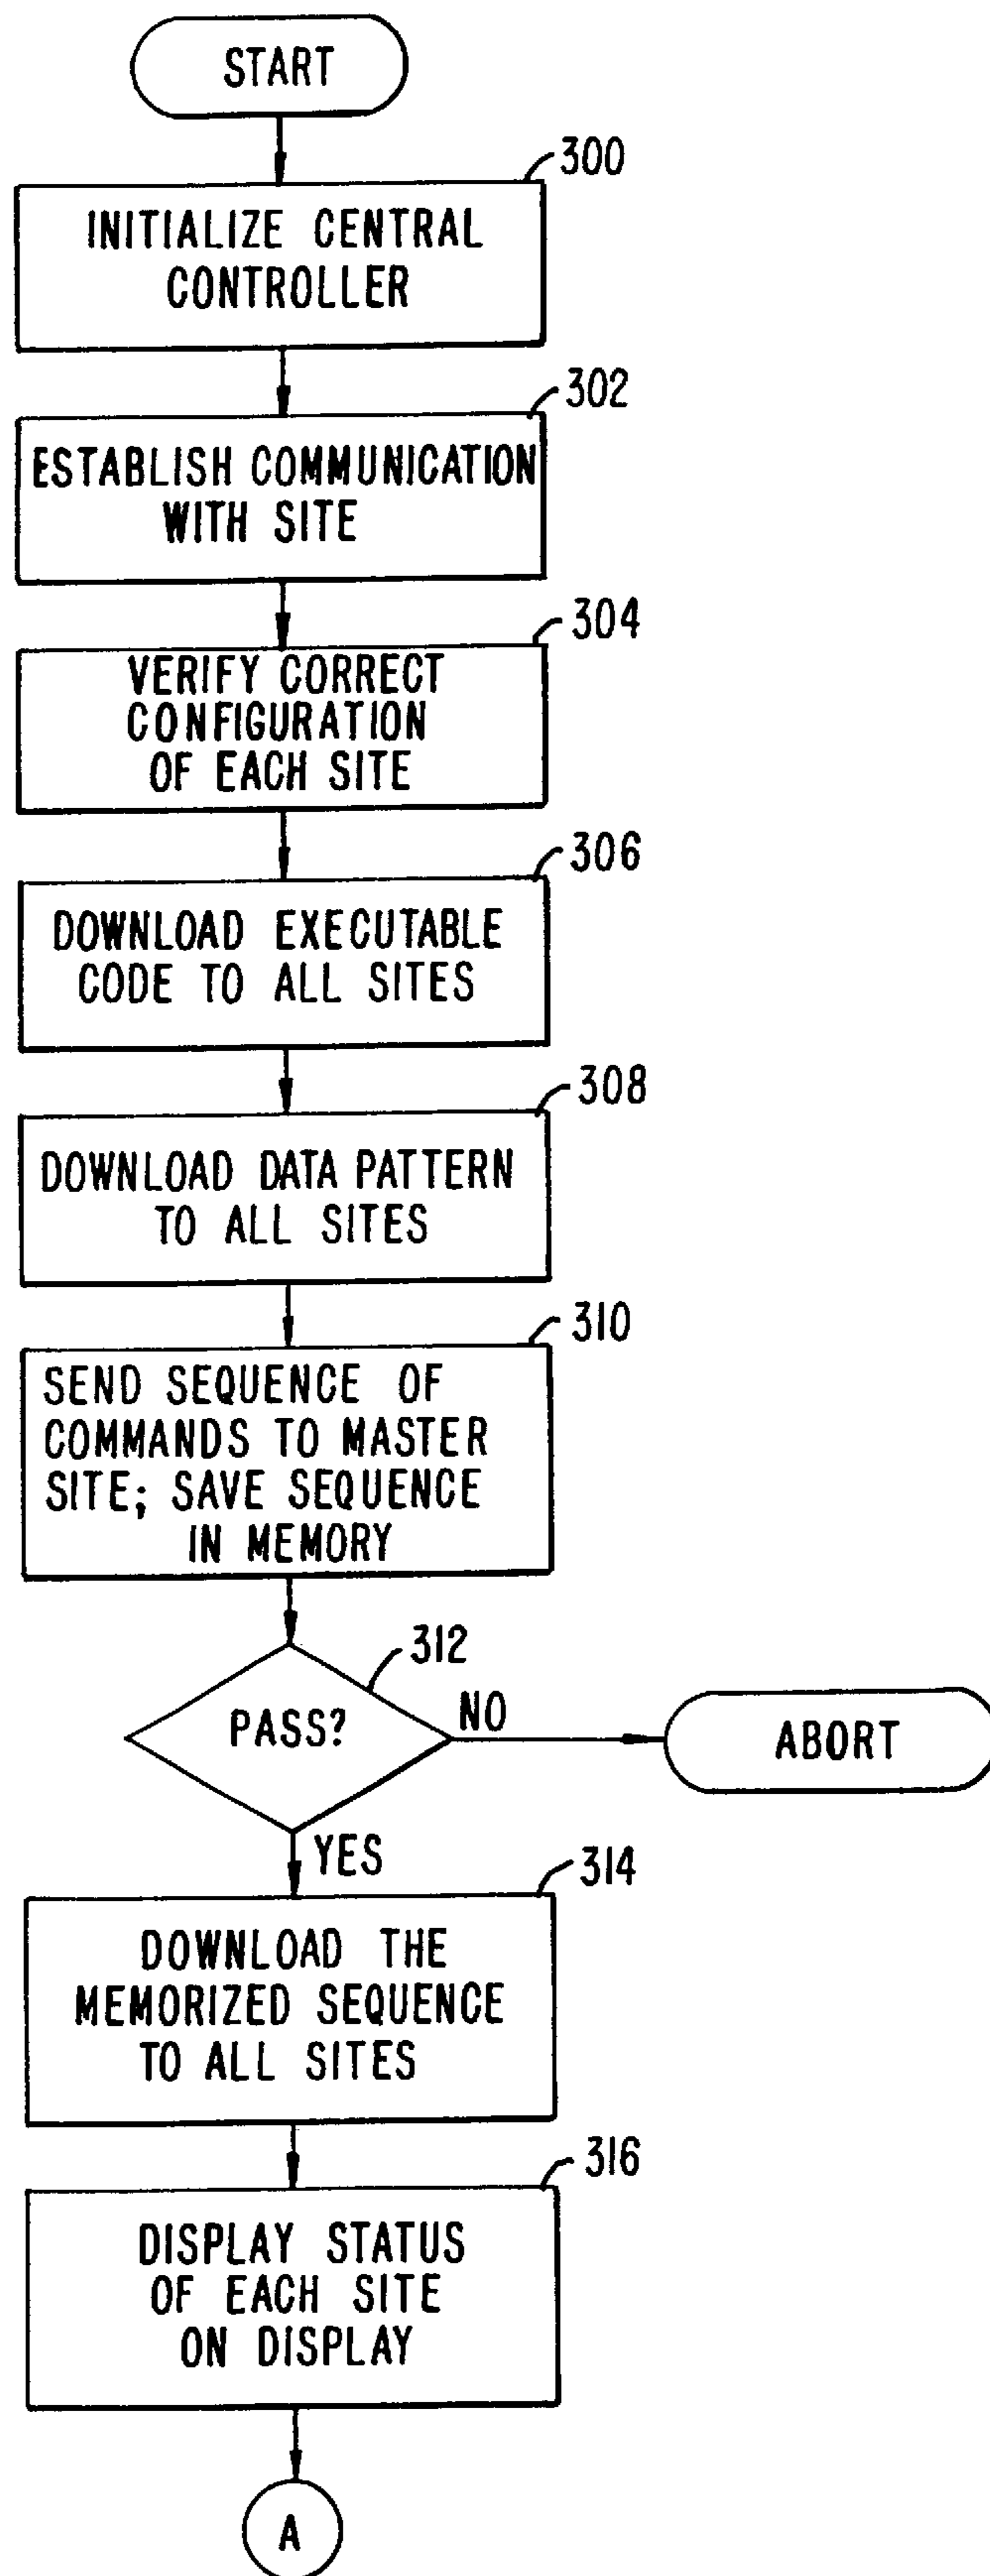 START
300
INITIALIZE CENTRAL
CONTROLLER
302
ESTABLISH COMMUNICATION
WITH SITE
304
VERIFY CORRECT
CONFIGURATION
OF EACH SITE
306
DOWNLOAD EXECUTABLE
CODE TO ALL SITES
308
DOWNLOAD DATA PATTERN
TO ALL SITES
310
SEND SEQUENCE OF
COMMANDS TO MASTER
SITE; SAVE SEQUENCE
IN MEMORY
312
PASS?
NO
ABORT
YES
314
DOWNLOAD THE
MEMORIZED SEQUENCE
TO ALL SITES
316
DISPLAY STATUS
OF EACH SITE
ON DISPLAY
A